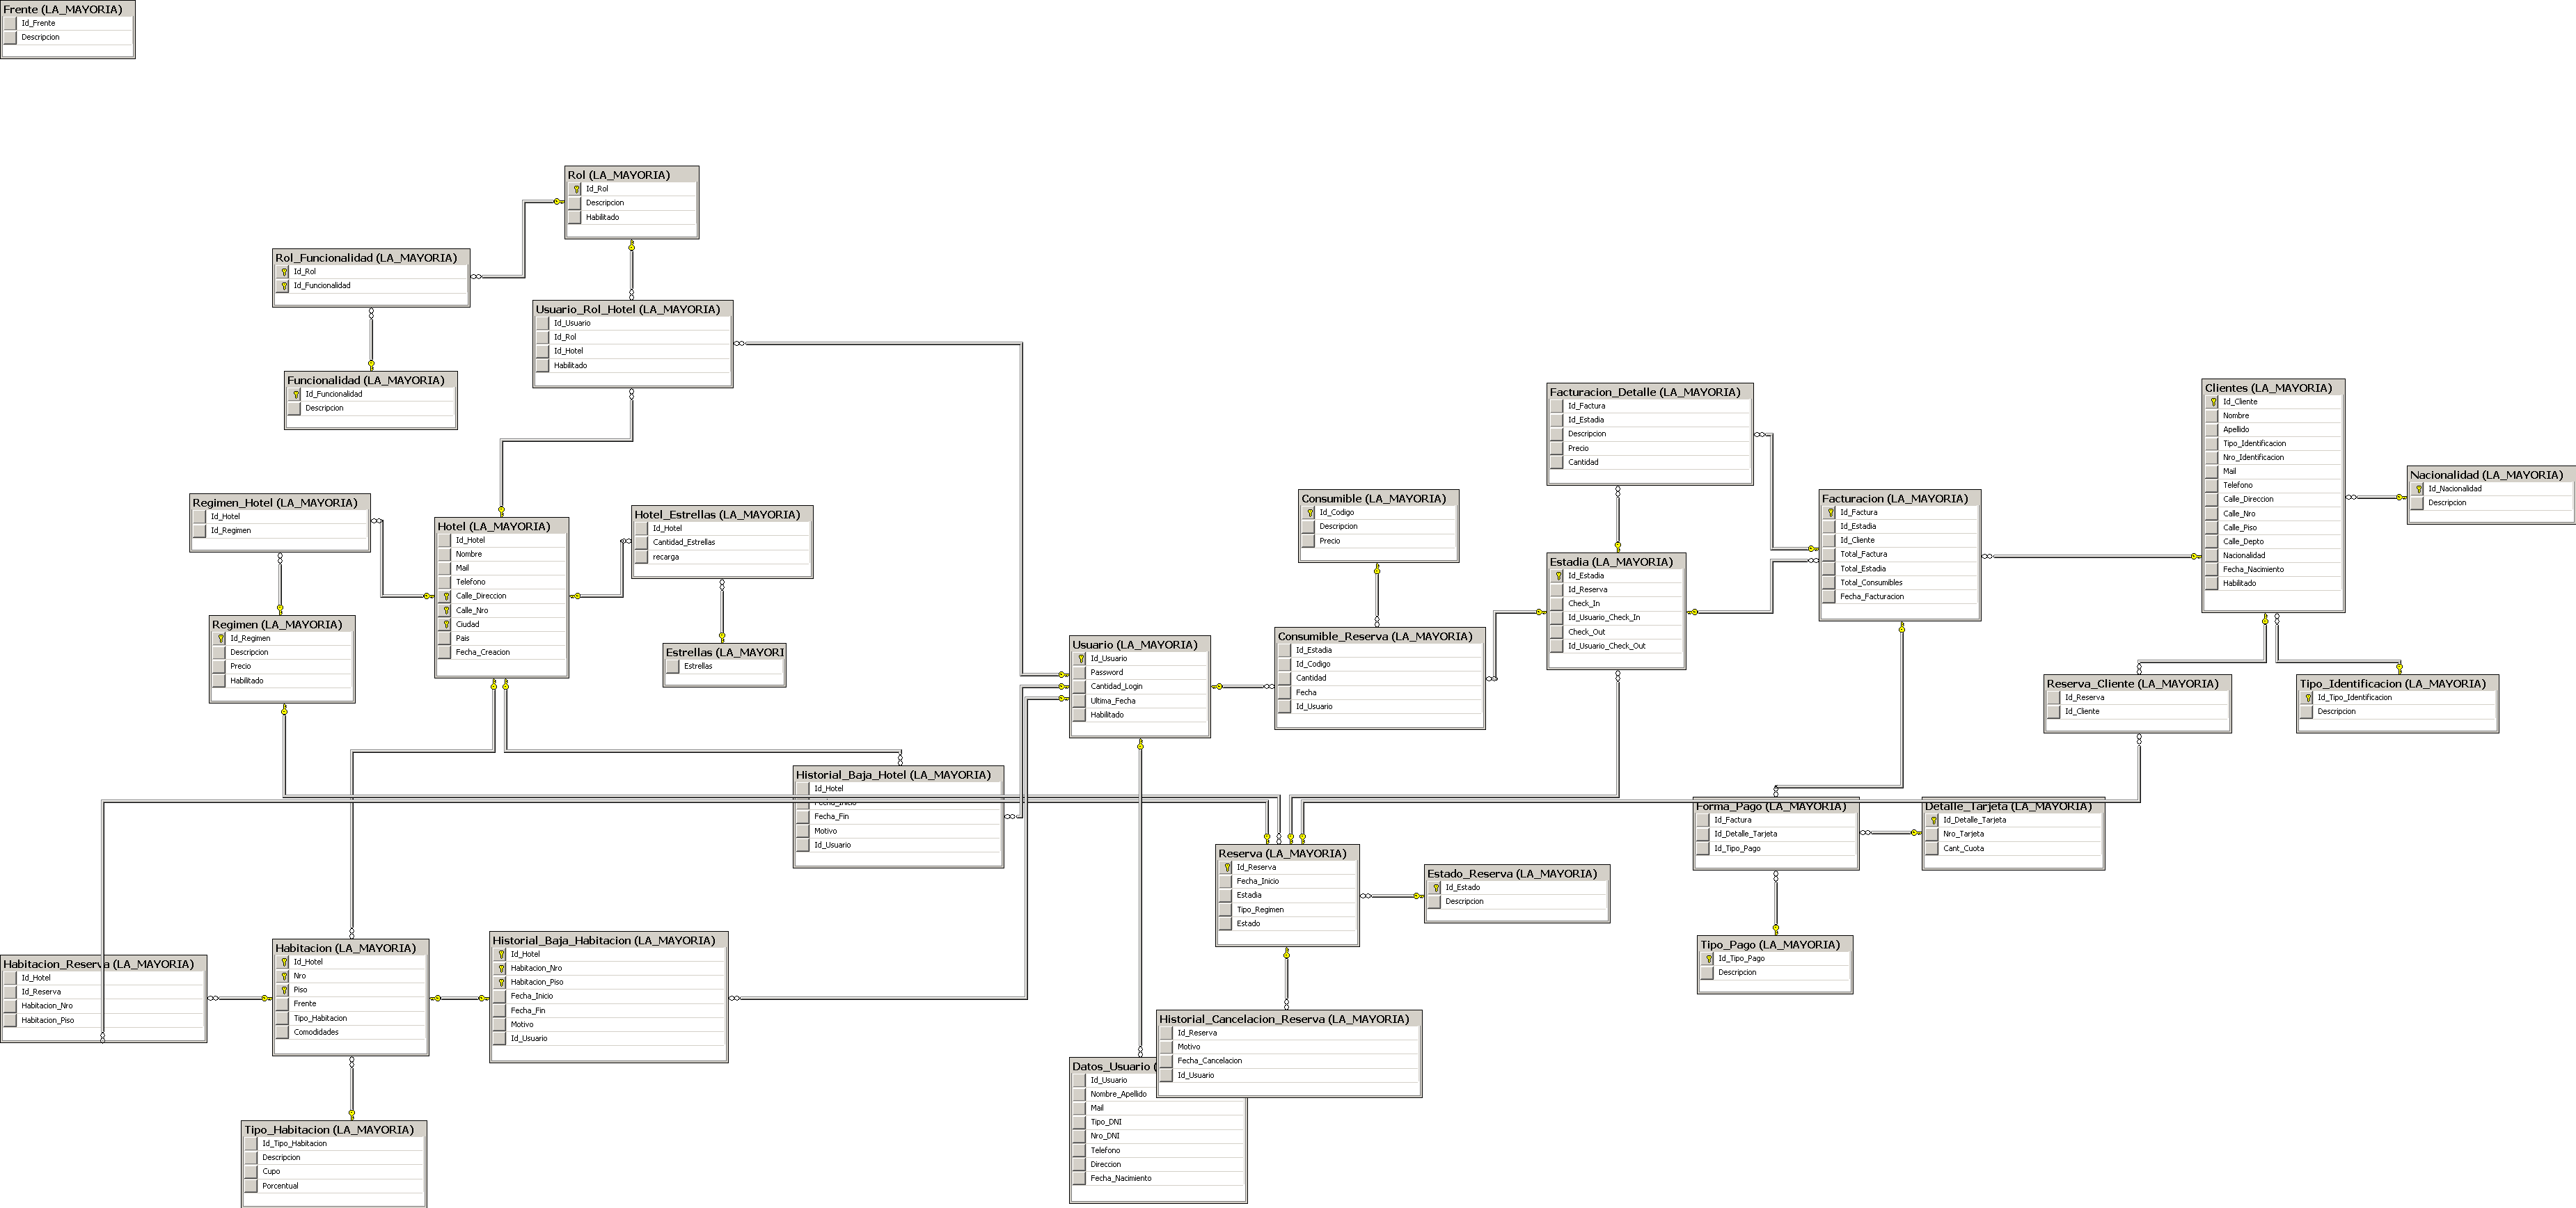 Frente (LA_MAYORIA)
Id_Frente
Descripcion
Rol (LA_MAYORIA)
Id_Rol
Descripcion
Habilitado
Rol_Funcionalidad (LA_MAYORIA)
Id_Rol
Id_Funcionalidad
Usuario_Rol_Hotel (LA_MAYORIA)
Id_Usuario
Id_Rol
Id_Hotel
Habilitado
Funcionalidad (LA_MAYORIA)
Id_Funcionalidad
Descripcion
Regimen_Hotel (LA_MAYORIA)
Id_Hotel
Id_Regimen
Hotel (LA_MAYORIA)
Id_Hotel
Nombre
Mail
Telefono
Calle_Direccion
Calle_Nro
Ciudad
Pais
Fecha_Creacion
Hotel_Estrellas (LA_MAYORIA)
Id_Hotel
Cantidad_Estrellas
recarga
Regimen (LA_MAYORIA)
Id_Regimen
Descripcion
Precio
Habilitado
Estrellas (LA_MAYORI
Estrellas
Usuario (LA_MAYORIA)
Id_Usuario
Password
Cantidad_Login
Ultima_Fecha
Habilitado
Consumible (LA_MAYORIA)
Id_Codigo
Descripcion
Precio
Consumible_Reserva (LA_MAYORIA)
Id_Estadia
Id_Codigo
Cantidad
Fecha
Id_Usuario
Facturacion_Detalle (LA_MAYORIA)
Id_Factura
Id_Estadia
Descripcion
Precio
Cantidad
Estadia (LA_MAYORIA)
Id_Estadia
Id_Reserva
Check_In
Id_Usuario_Check_In
Check_Out
Id_Usuario_Check_Out
Facturacion (LA_MAYORIA)
Id_Factura
Id_Estadia
Id_Cliente
Total_Factura
Total_Estadia
Total_Consumibles
Fecha_Facturacion
Clientes (LA_MAYORIA)
Id_Cliente
Nombre
Apellido
Tipo_Identificacion
Nro_Identificacion
Mail
Telefono
Calle_Direccion
Calle_Nro
Calle_Piso
Calle_Depto
Nacionalidad
Fecha_Nacimiento
Habilitado
Nacionalidad (LA_MAYORIA)
Id_Nacionalidad
Descripcion
Reserva_Cliente (LA_MAYORIA)
Id_Reserva
Id_Cliente
Tipo_Identificacion (LA_MAYORIA)
Id_Tipo_Identificacion
Descripcion
Historial_Baja_Hotel (LA_MAYORIA)
Id_Hotel
Fecha_Inicio
Fecha_Fin
Motivo
Id_Usuario
Forma_Pago (LA_MAYORIA)
Id_Factura
Id_Detalle_Tarjeta
Id_Tipo_Pago
Detalle_Tarjeta (LA_MAYORIA)
Id_Detalle_Tarjeta
Nro_Tarjeta
Cant_Cuota
Reserva (LA_MAYORIA)
Id_Reserva
Fecha_Inicio
Estadia
Tipo_Regimen
Estado
Estado_Reserva (LA_MAYORIA)
Id_Estado
Descripcion
Tipo_Pago (LA_MAYORIA)
Id_Tipo_Pago
Descripcion
Habitacion_Reserva (LA_MAYORIA)
Id_Hotel
Id_Reserva
Habitacion_Nro
Habitacion_Piso
Habitacion (LA_MAYORIA)
Id_Hotel
Nro
Piso
Frente
Tipo_Habitacion
Comodidades
Historial_Baja_Habitacion (LA_MAYORIA)
Id_Hotel
Habitacion_Nro
Habitacion_Piso
Fecha_Inicio
Fecha_Fin
Motivo
Id_Usuario
Historial_Cancelacion_Reserva (LA_MAYORIA)
Id_Reserva
Motivo
Fecha_Cancelacion
Id_Usuario
Datos_Usuario (
Id_Usuario
Nombre_Apellido
Mail
Tipo_DNI
Nro_DNI
Telefono
Direccion
Fecha_Nacimiento
Tipo_Habitacion (LA_MAYORIA)
Id_Tipo_Habitacion
Descripcion
Cupo
Porcentual